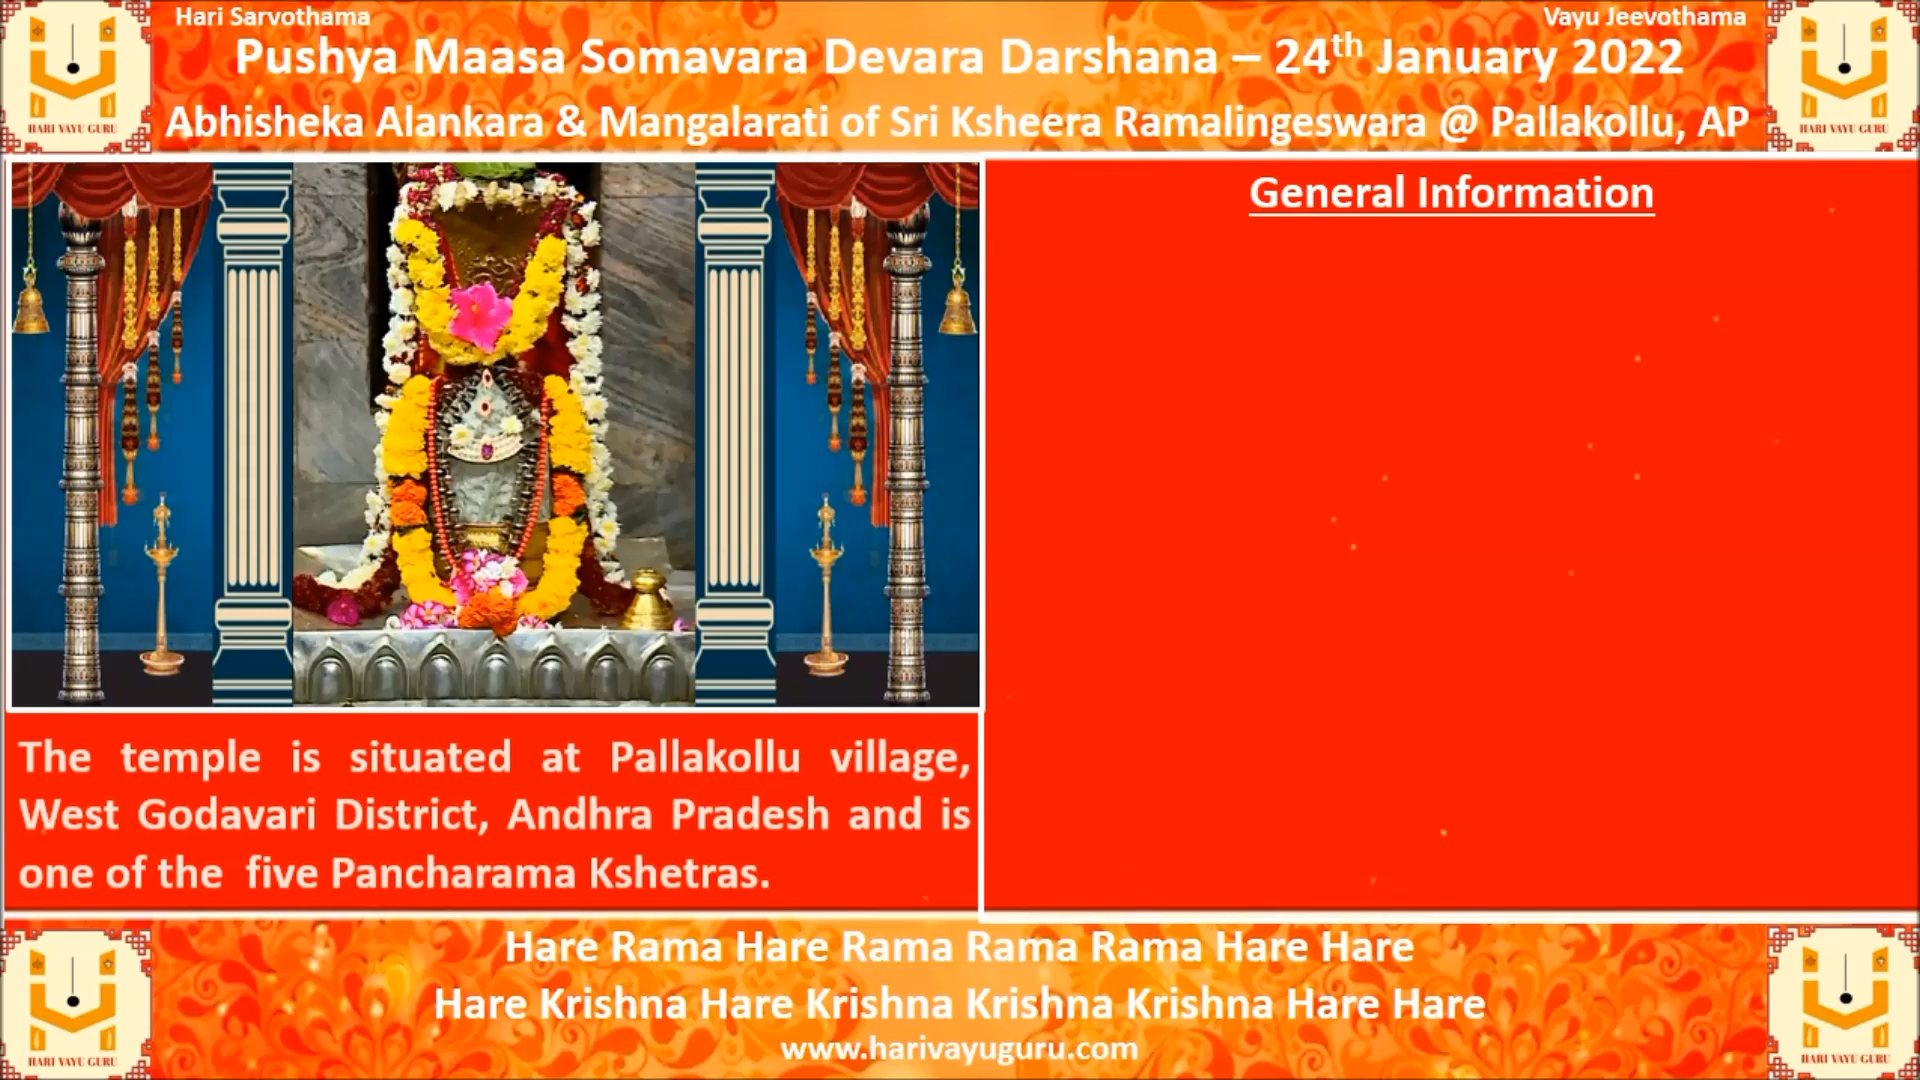 Hari Sarvothama
Vayu Jeevothama
Pushya Maasa Somavara Devara Darshana – 24th January 2022
Abhisheka Alankara & Mangalarati of Sri Ksheera Ramalingeswara @ Pallakollu, AP
HARI VAYU GURU
HARI VAYU GURU
General Information
The temple is situated at Pallakollu village,
West Godavari District, Andhra Pradesh and is
one of the five Pancharama Kshetras.
Hare Rama Hare Rama Rama Rama Hare Hare
Hare Krishna Hare Krishna Krishna Krishna Hare Hare
www.harivayuguru.com
HARI VAYU GURU
HARI VAYU GURU